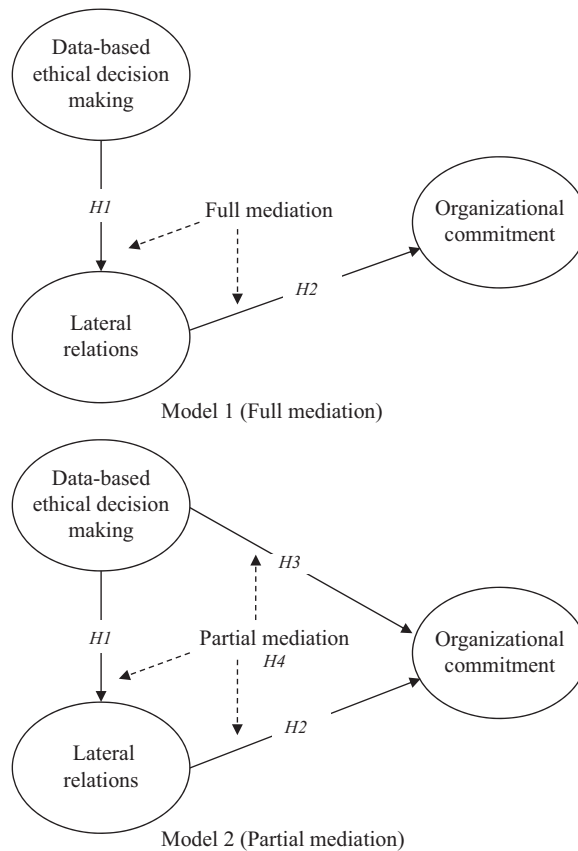 Data-based
ethical decision
making
H1
Full mediation
Organizational
commitment
H2
Lateral
relations
Model 1 (Full mediation)
Data-based
ethical decision
making
H3
H1
Partial mediation
H4
Organizational
commitment
H2
Lateral
relations
Model 2 (Partial mediation)